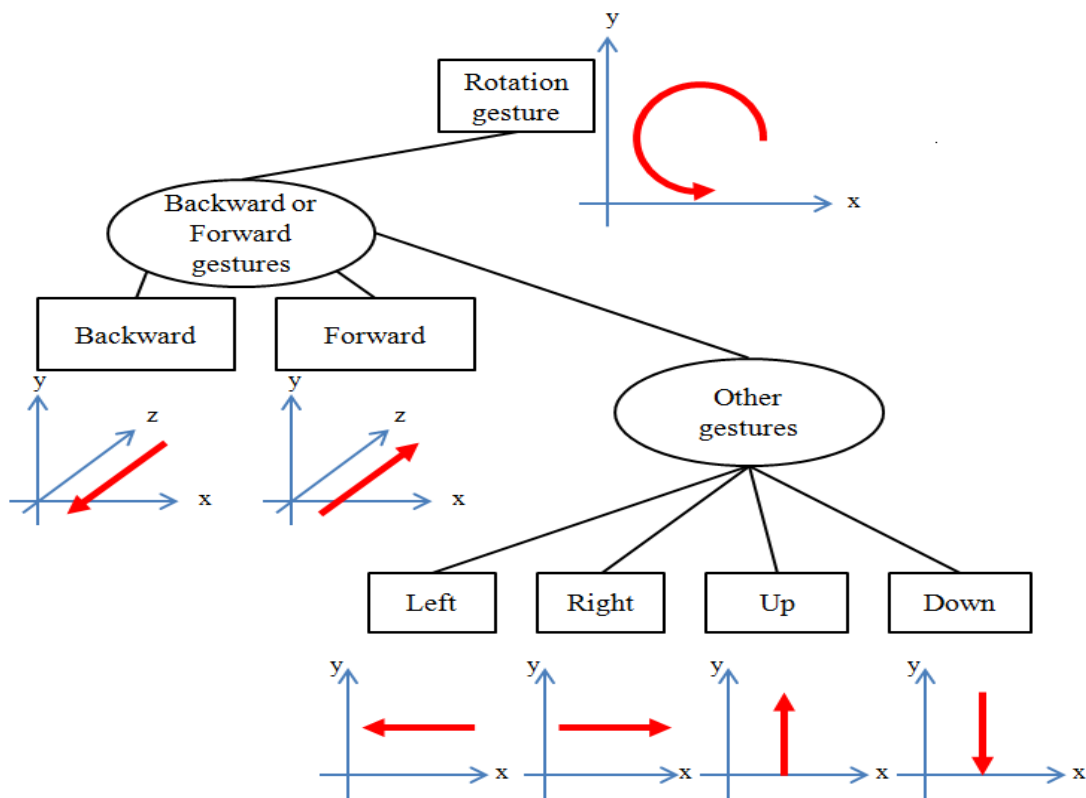 y
Rotation
gesture
x
Backward or
Forward
gestures
Backward
Forward
y
z
x
y
z
x
Other
gestures
Left
Right
Up
Down
y
x
y
x
y
x
y
x